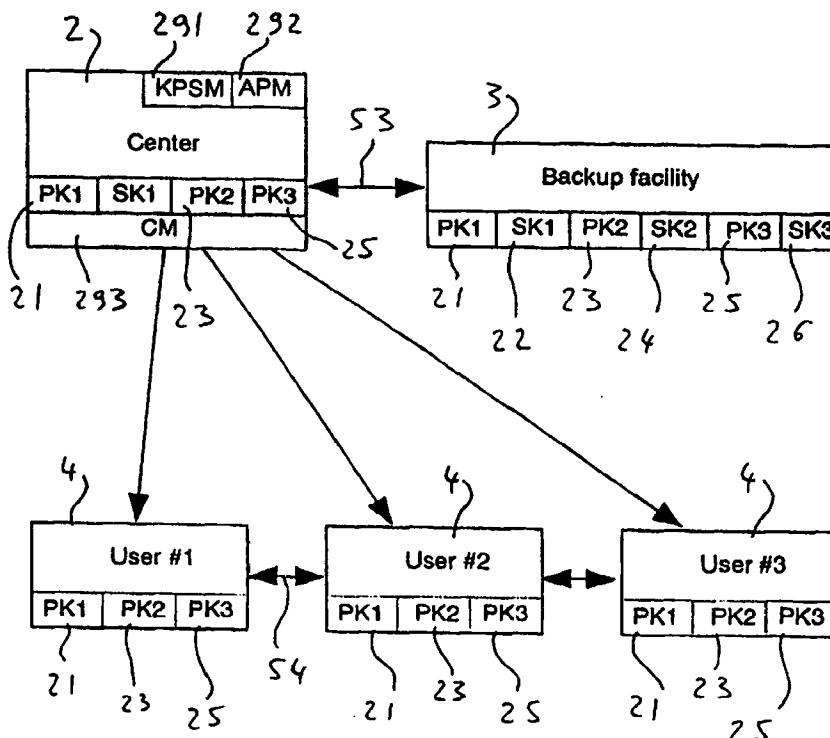 2 291 292
KPSM APM
Center
53
3
Backup facility
PK1 SK1 PK2 PK3
CM
PK1 SK1 PK2 SK2 PK3 SK3
21 293 23 25
21 22 23 24 25 26
4 4 4
User #1 User #2 User #3
PK1 PK2 PK3
PK1 PK2 PK3
PK1 PK2 PK3
21 23 25 54 21 23 25 21 23 25